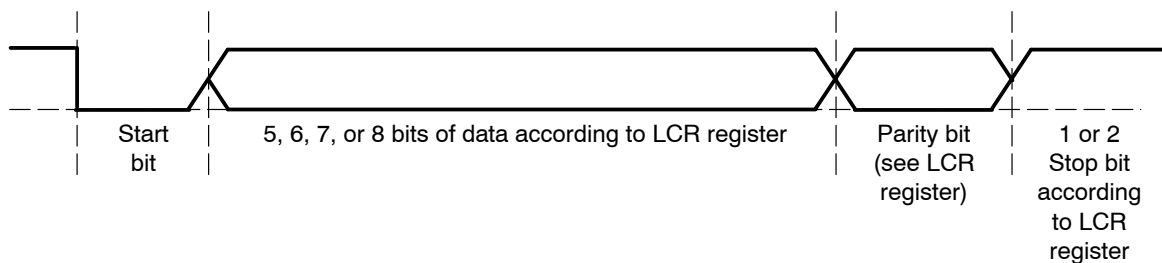 Start
bit
5, 6, 7, or 8 bits of data according to LCR register
Parity bit
(see LCR
register)
1 or 2
Stop bit
according
to LCR
register